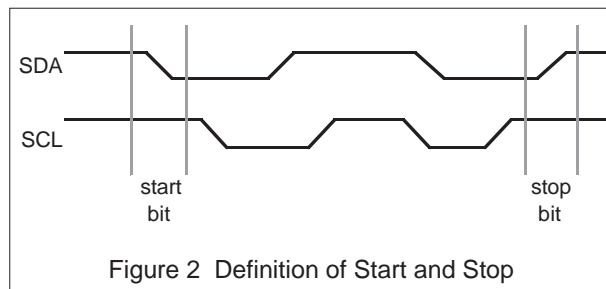 SDA
SCL
start
bit
stop
bit
Figure 2 Definition of Start and Stop